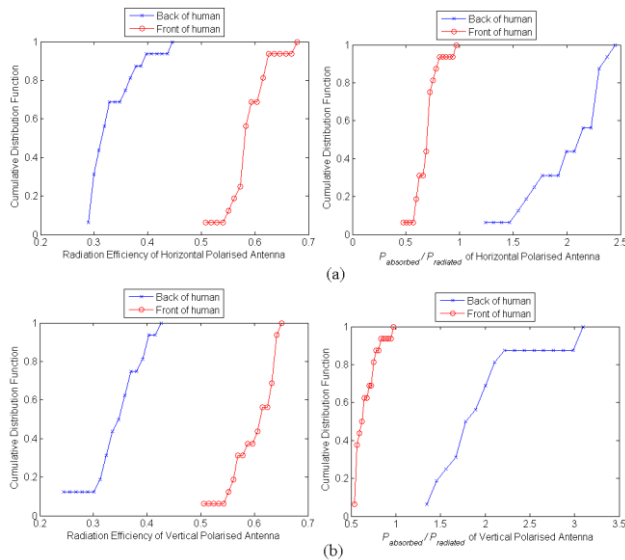 Back of human
Front of human
Cumulative Distribution Function
1
0.8
0.6
0.4
0.2
0
0.2 0.3 0.4 0.5 0.6 0.7
Radiation Efficiency of Horizontal Polarised Antenna
Back of human
Front of human
Cumulative Distribution Function
1
0.8
0.6
0.4
0.2
0
0 0.5 1 1.5 2 2.5
P absorbed / P radiated of Horizontal Polarised Antenna
(a)
Back of human
Front of human
Cumulative Distribution Function
1
0.8
0.6
0.4
0.2
0
0.2 0.3 0.4 0.5 0.6 0.7
Radiation Efficiency of Vertical Polarised Antenna
Back of human
Front of human
Cumulative Distribution Function
1
0.8
0.6
0.4
0.2
0
0.5 1 1.5 2 2.5 3 3.5
P absorbed / P radiated of Vertical Polarised Antenna
(b)